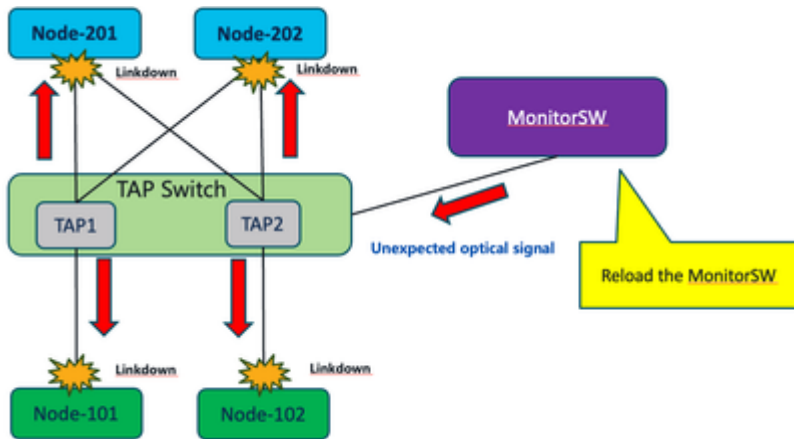 Node-201
Node-202
Linkdown
Linkdown
MonitorSW
TAP Switch
TAP1
TAP2
Unexpected optical signal
Reload the MonitorSW
Linkdown
Linkdown
Node-101
Node-102